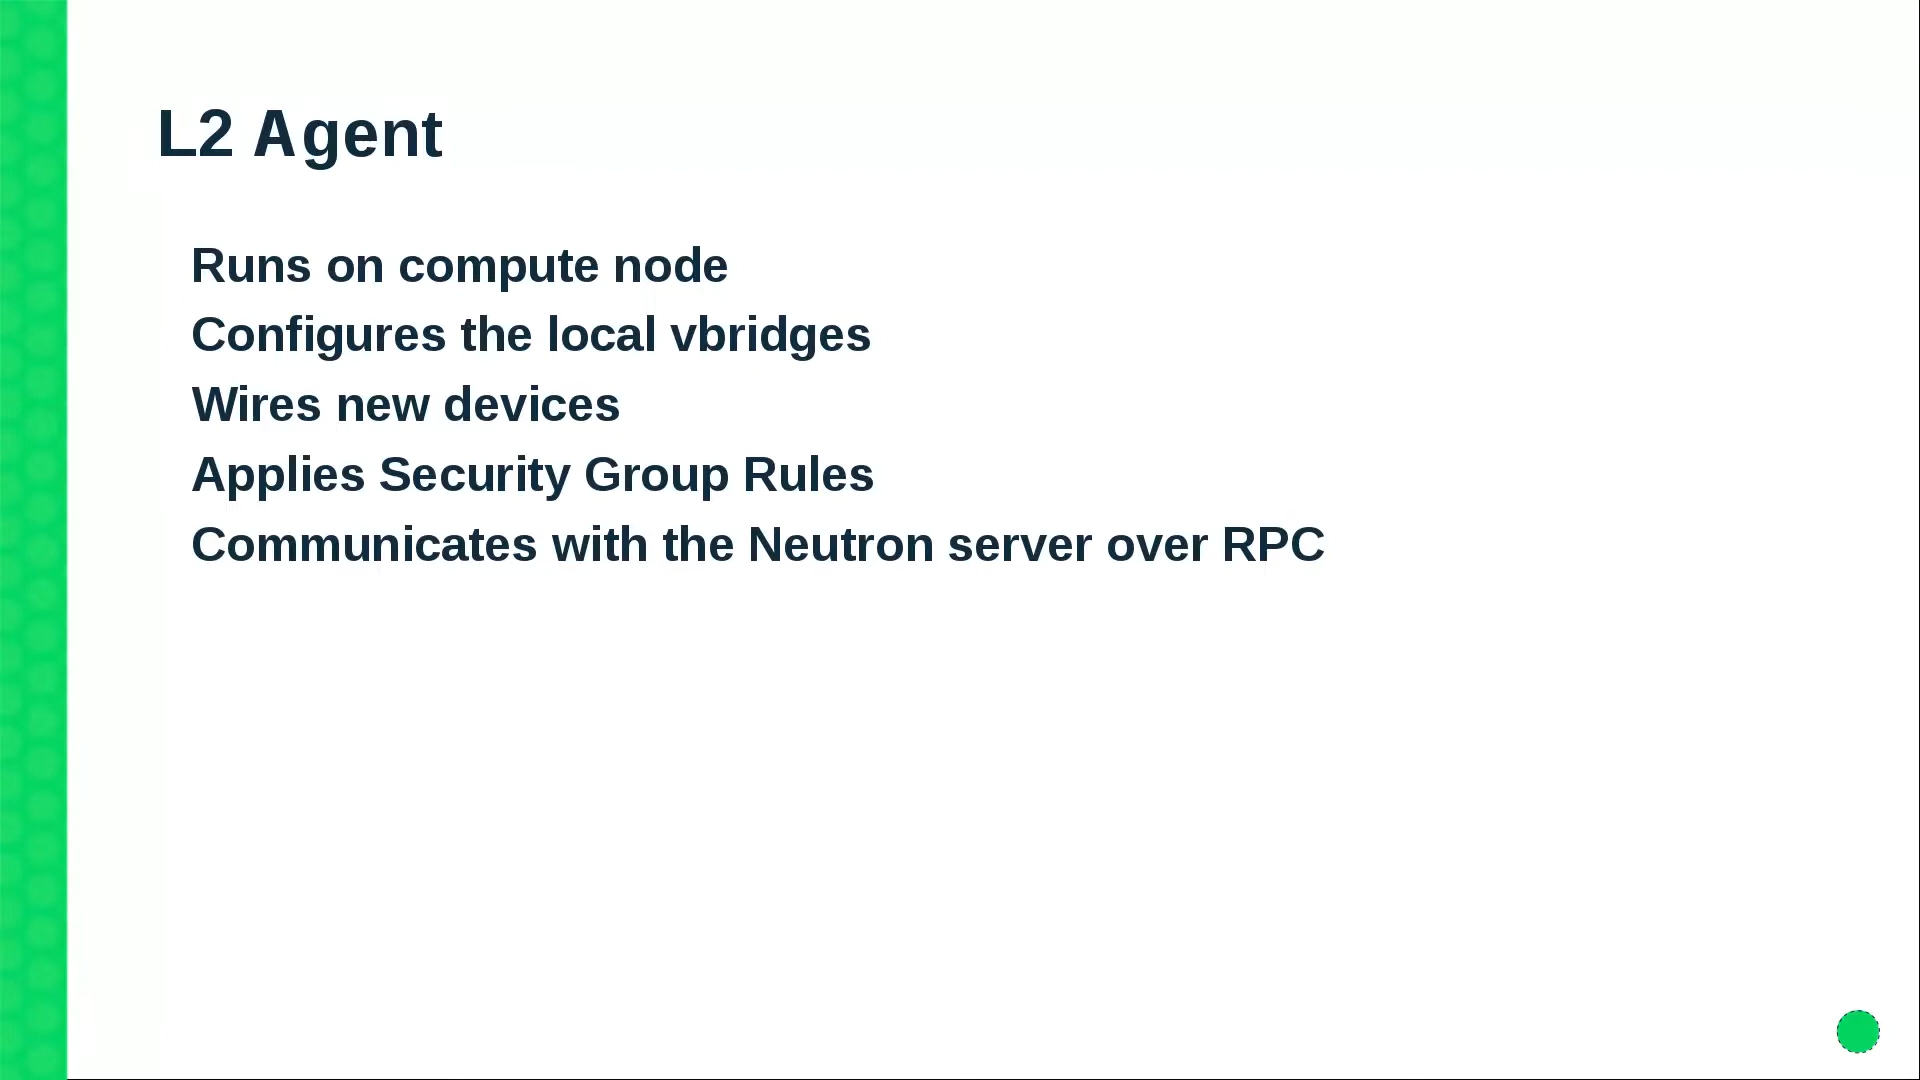 L2 Agent
Runs on compute node
Configures the local vbridges
Wires new devices
Applies Security Group Rules
Communicates with the Neutron server over RPC